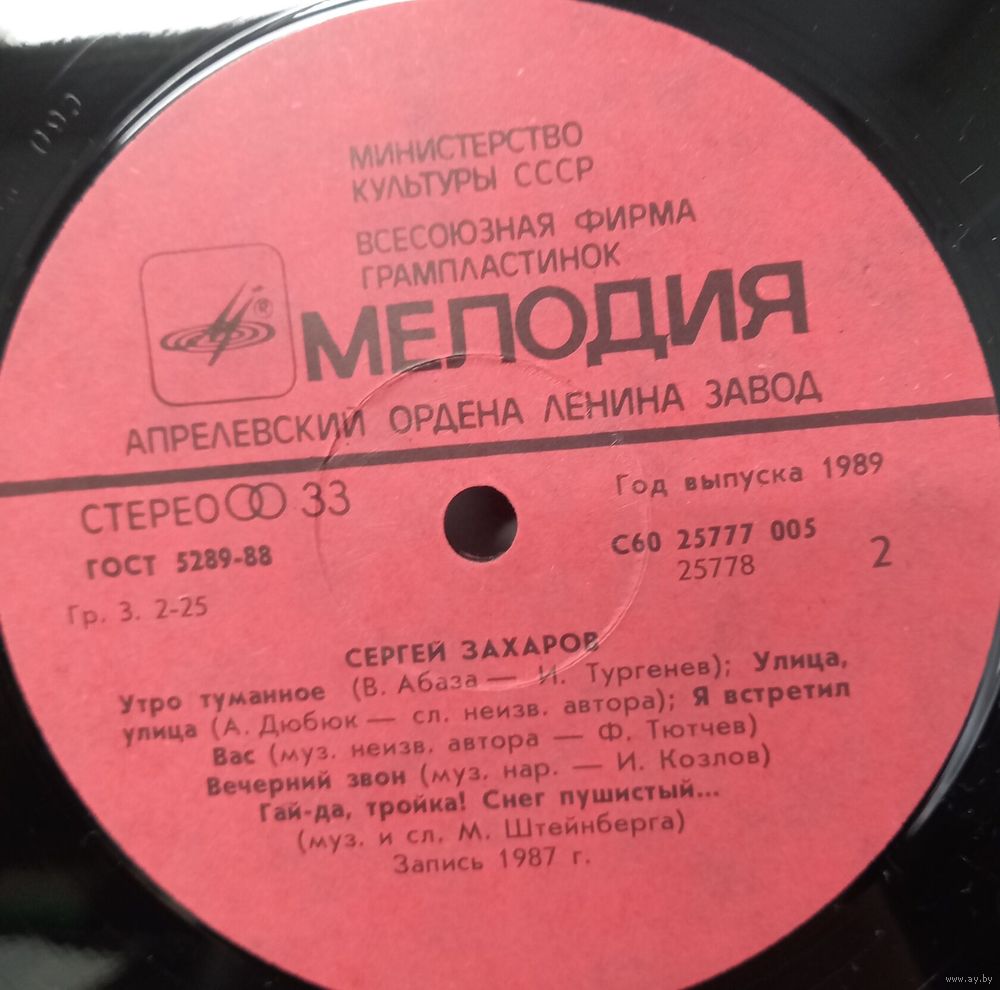 МИНИСТЕРСТВО
КУЛЬТУРЫ СССР
ВСЕСОЮЗНАЯ ФИРМА
ГРАМПЛАСТИНОК
МЕЛОДИЯ
®
АПРЕЛЕВСКИЙ ОРДЕНА ЛЕНИНА ЗАВОД
СТЕРЕО 33
Год выпуска 1989
ГОСТ 5289-88
С60 25777 005
25778
2
Гр. 3. 2-25
СЕРГЕЙ ЗАХАРОВ
Утро туманное (В. Абаза — И. Тургенев); Улица,
улица (А. Дюбюк — сл. неизв. автора); Я встретил
Вас (муз. неизв. автора — Ф. Тютчев)
Вечерний звон (муз. нар. — И. Козлов)
Гай-да, тройка! Снег пушистый...
(муз. и сл. М. Штейнберга)
Запись 1987 г.
www.ay.by